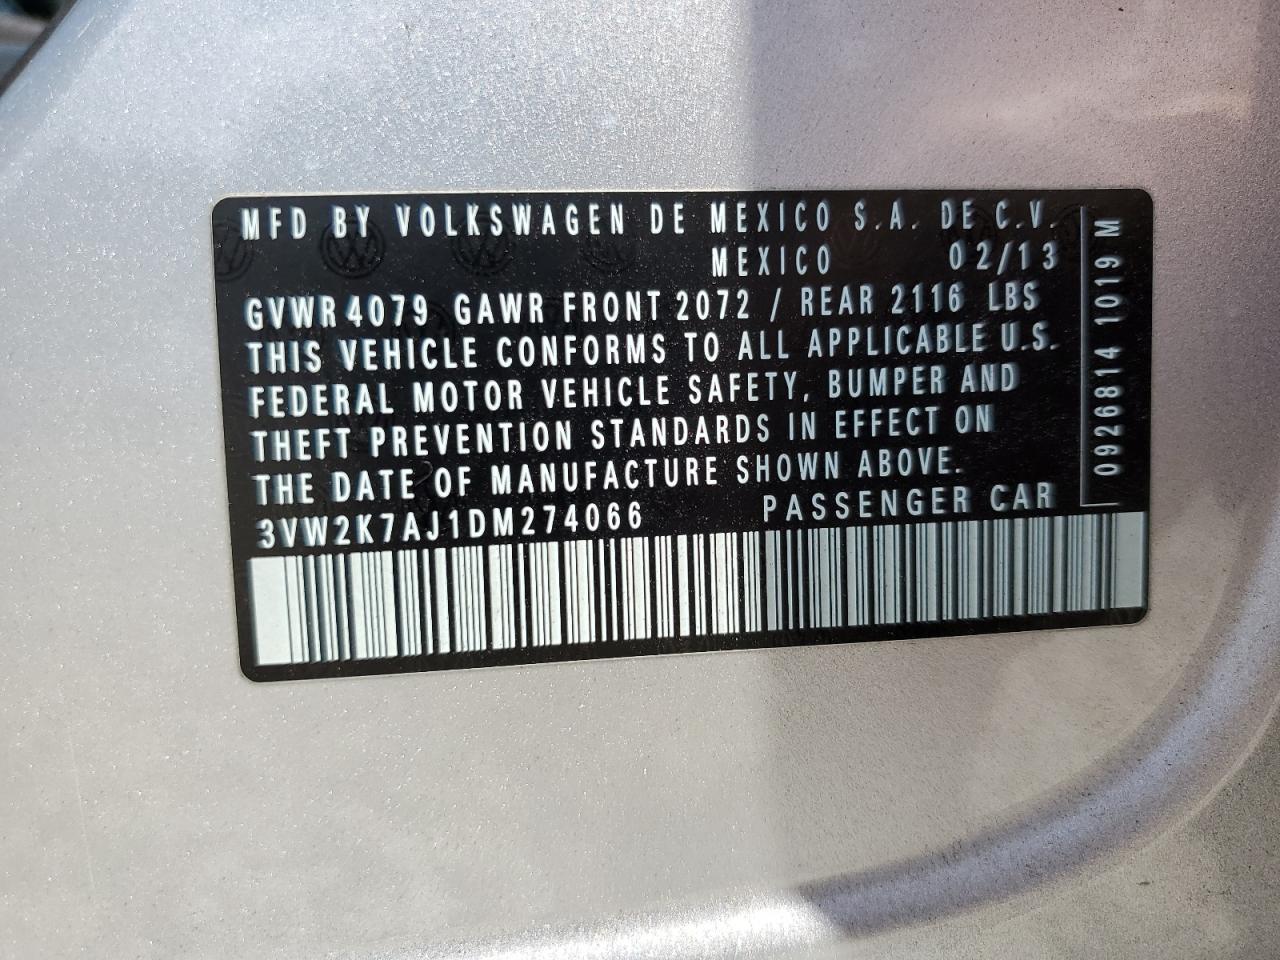 MFD BY VOLKSWAGEN DE MEXICO S.A. DE C.V.
MEXICO 02/13
GVWR 4079 GAWR FRONT 2072 / REAR 2116 LBS
THIS VEHICLE CONFORMS TO ALL APPLICABLE U.S.
FEDERAL MOTOR VEHICLE SAFETY, BUMPER AND
THEFT PREVENTION STANDARDS IN EFFECT ON
THE DATE OF MANUFACTURE SHOWN ABOVE.
3VW2K7AJ1DM274066 PASSENGER CAR
0926814 1019 M